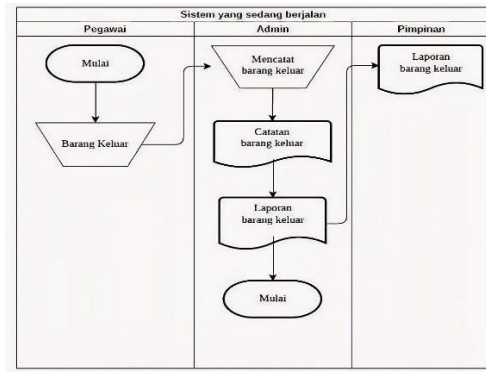 Sistem yang sedang berjalan
Pegawai
Admin
Pimpinan
Mulai
Barang Keluar
Mencatat
barang keluar
Catatan
barang keluar
Laporan
barang keluar
Mulai
Laporan
barang keluar